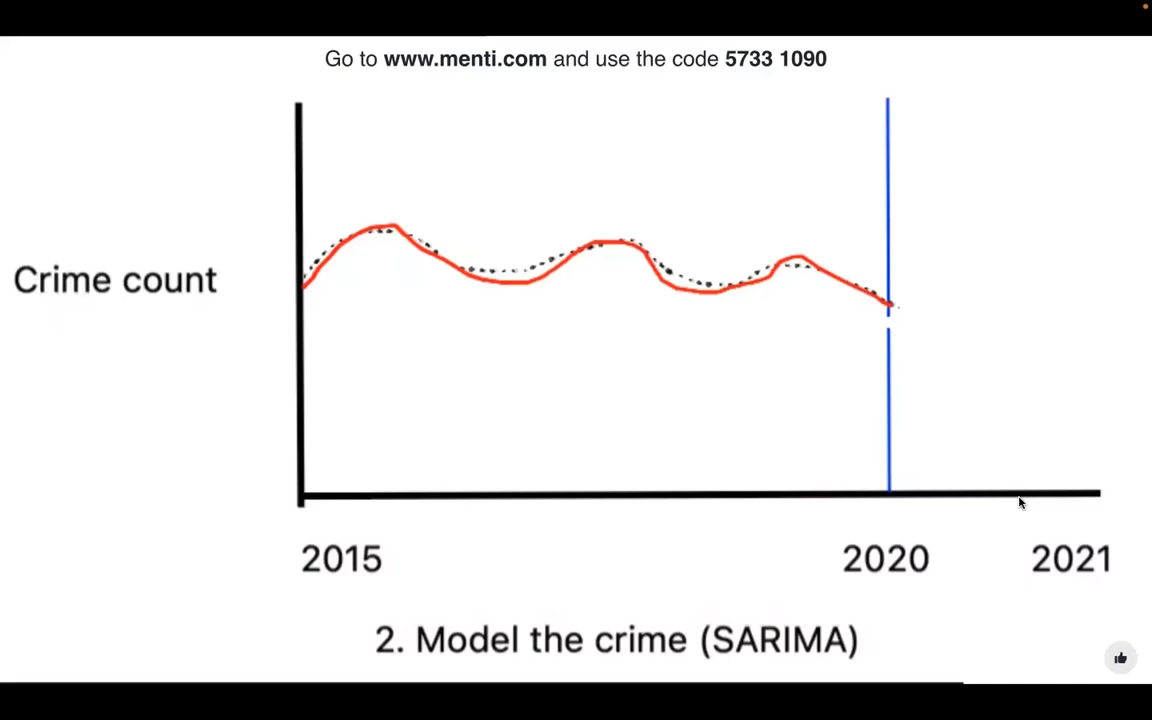 Go to www.menti.com and use the code 5733 1090
Crime count
2015
2020
2021
2. Model the crime (SARIMA)